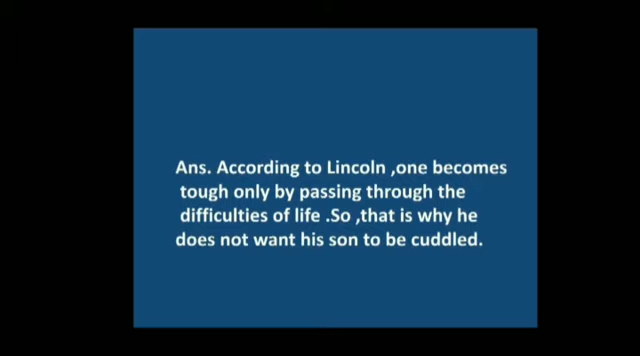 Ans. According to Lincoln ,one becomes
tough only by passing through the
difficulties of life .So ,that is why he
does not want his son to be cuddled.